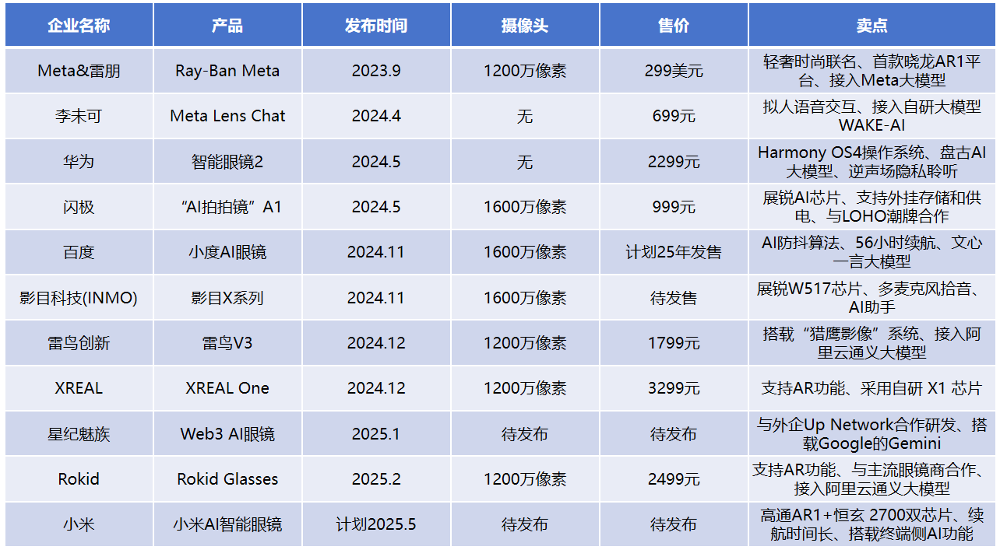 企业名称 产品 发布时间 摄像头 售价 卖点
Meta&雷朋 Ray-Ban Meta 2023.9 1200万像素 299美元 轻奢时尚联名、首款晓龙AR1平
台、接入Meta大模型
李未可 Meta Lens Chat 2024.4 无 699元 拟人语音交互、接入自研大模型
WAKE-AI
华为 智能眼镜2 2024.5 无 2299元 Harmony OS4操作系统、盘古AI
大模型、逆声场隐私聆听
闪极 “AI拍拍镜”A1 2024.5 1600万像素 999元 展锐AI芯片、支持外挂存储和供
电、与LOHO潮牌合作
百度 小度AI眼镜 2024.11 1600万像素 计划25年发售 AI防抖算法、56小时续航、文心
一言大模型
影目科技(INMO) 影目X系列 2024.11 1600万像素 待发售 展锐W517芯片、多麦克风拾音、
AI助手
雷鸟创新 雷鸟V3 2024.12 1200万像素 1799元 搭载“猎鹰影像”系统、接入阿
里云通义大模型
XREAL XREAL One 2024.12 1200万像素 3299元 支持AR功能、采用自研 X1 芯片
星纪魅族 Web3 AI眼镜 2025.1 待发布 待发布 与外企Up Network合作研发、搭
载Google的Gemini
Rokid Rokid Glasses 2025.2 1200万像素 2499元 支持AR功能、与主流眼镜商合作、
接入阿里云通义大模型
小米 小米AI智能眼镜 计划2025.5 待发布 待发布 高通AR1+恒玄 2700双芯片、续
航时间长、搭载终端侧AI功能